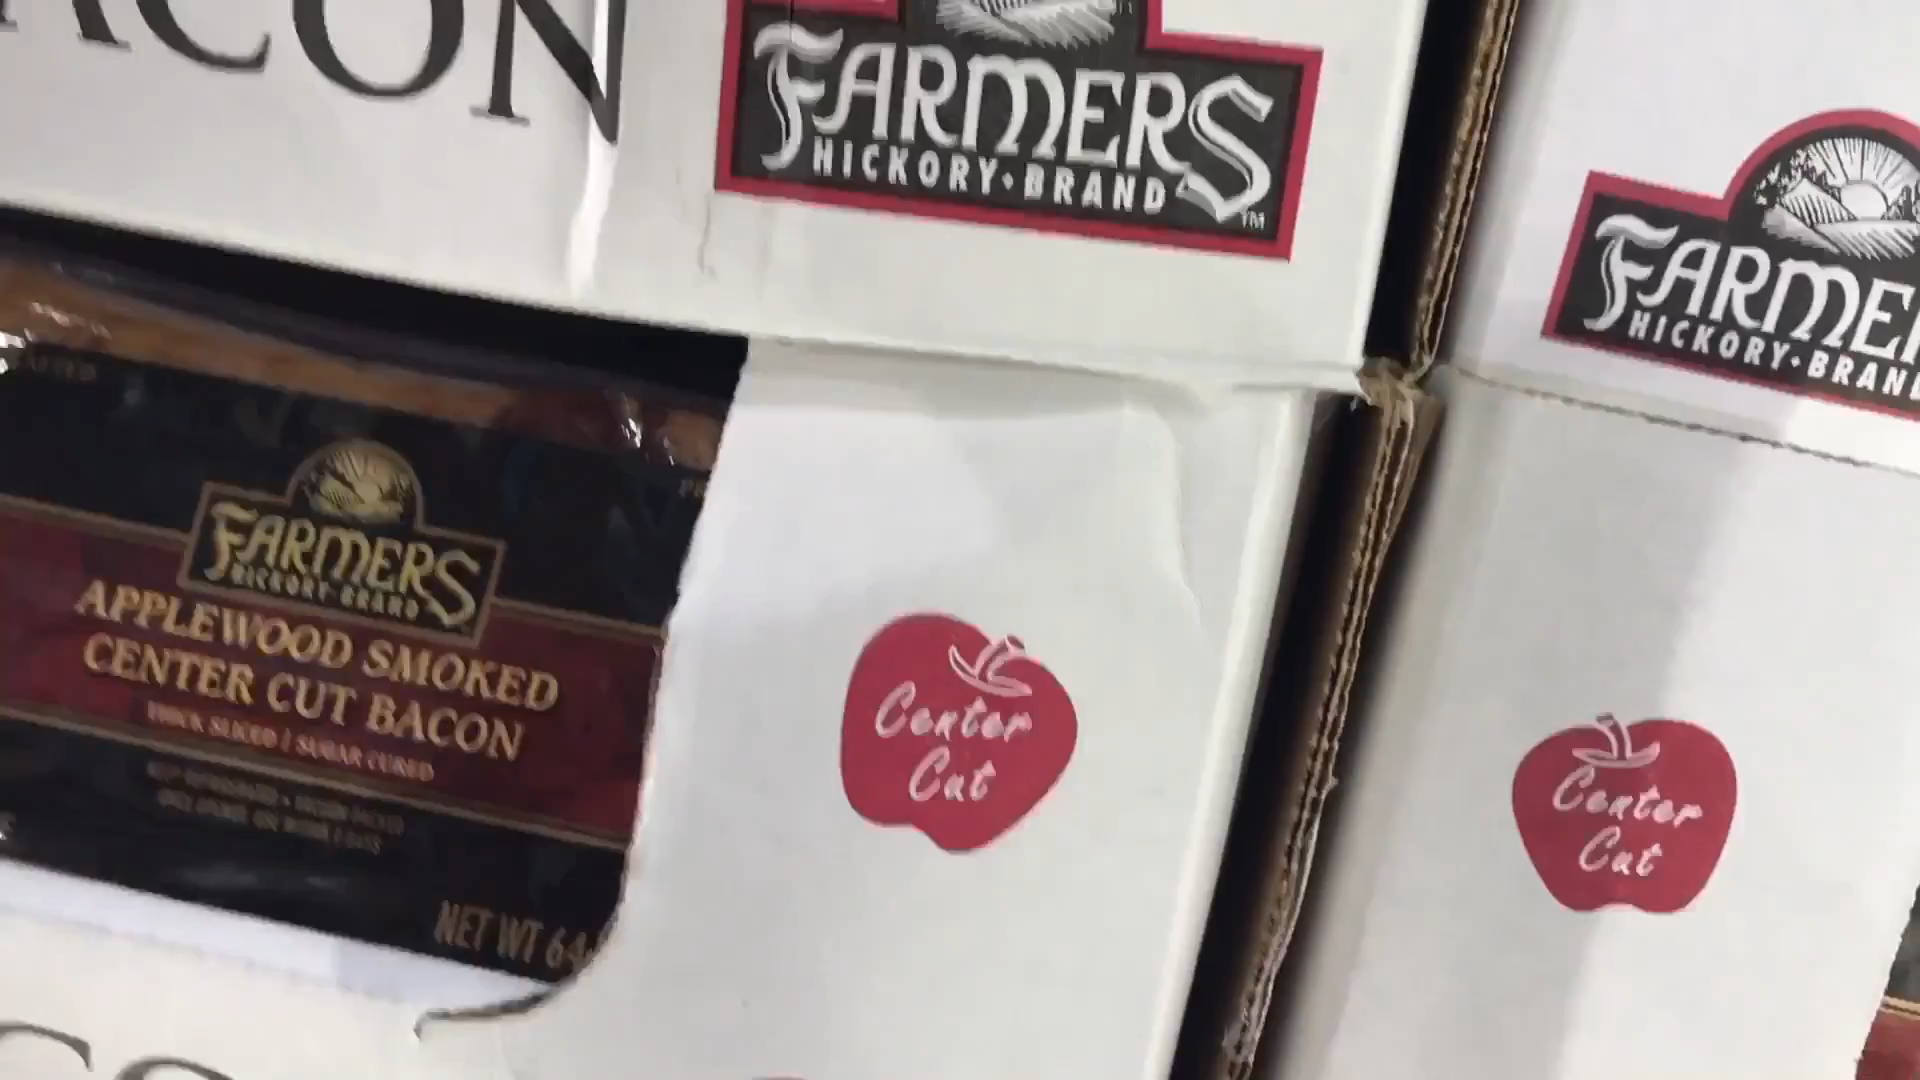 BACON
FARMERS
HICKORY·BRAND
TM
FARMERS
HICKORY·BRAND
FARMERS
HICKORY·BRAND
APPLEWOOD SMOKED
CENTER CUT BACON
THICK SLICED / SUGAR CURED
NET WT 64
Center
Cut
Center
Cut